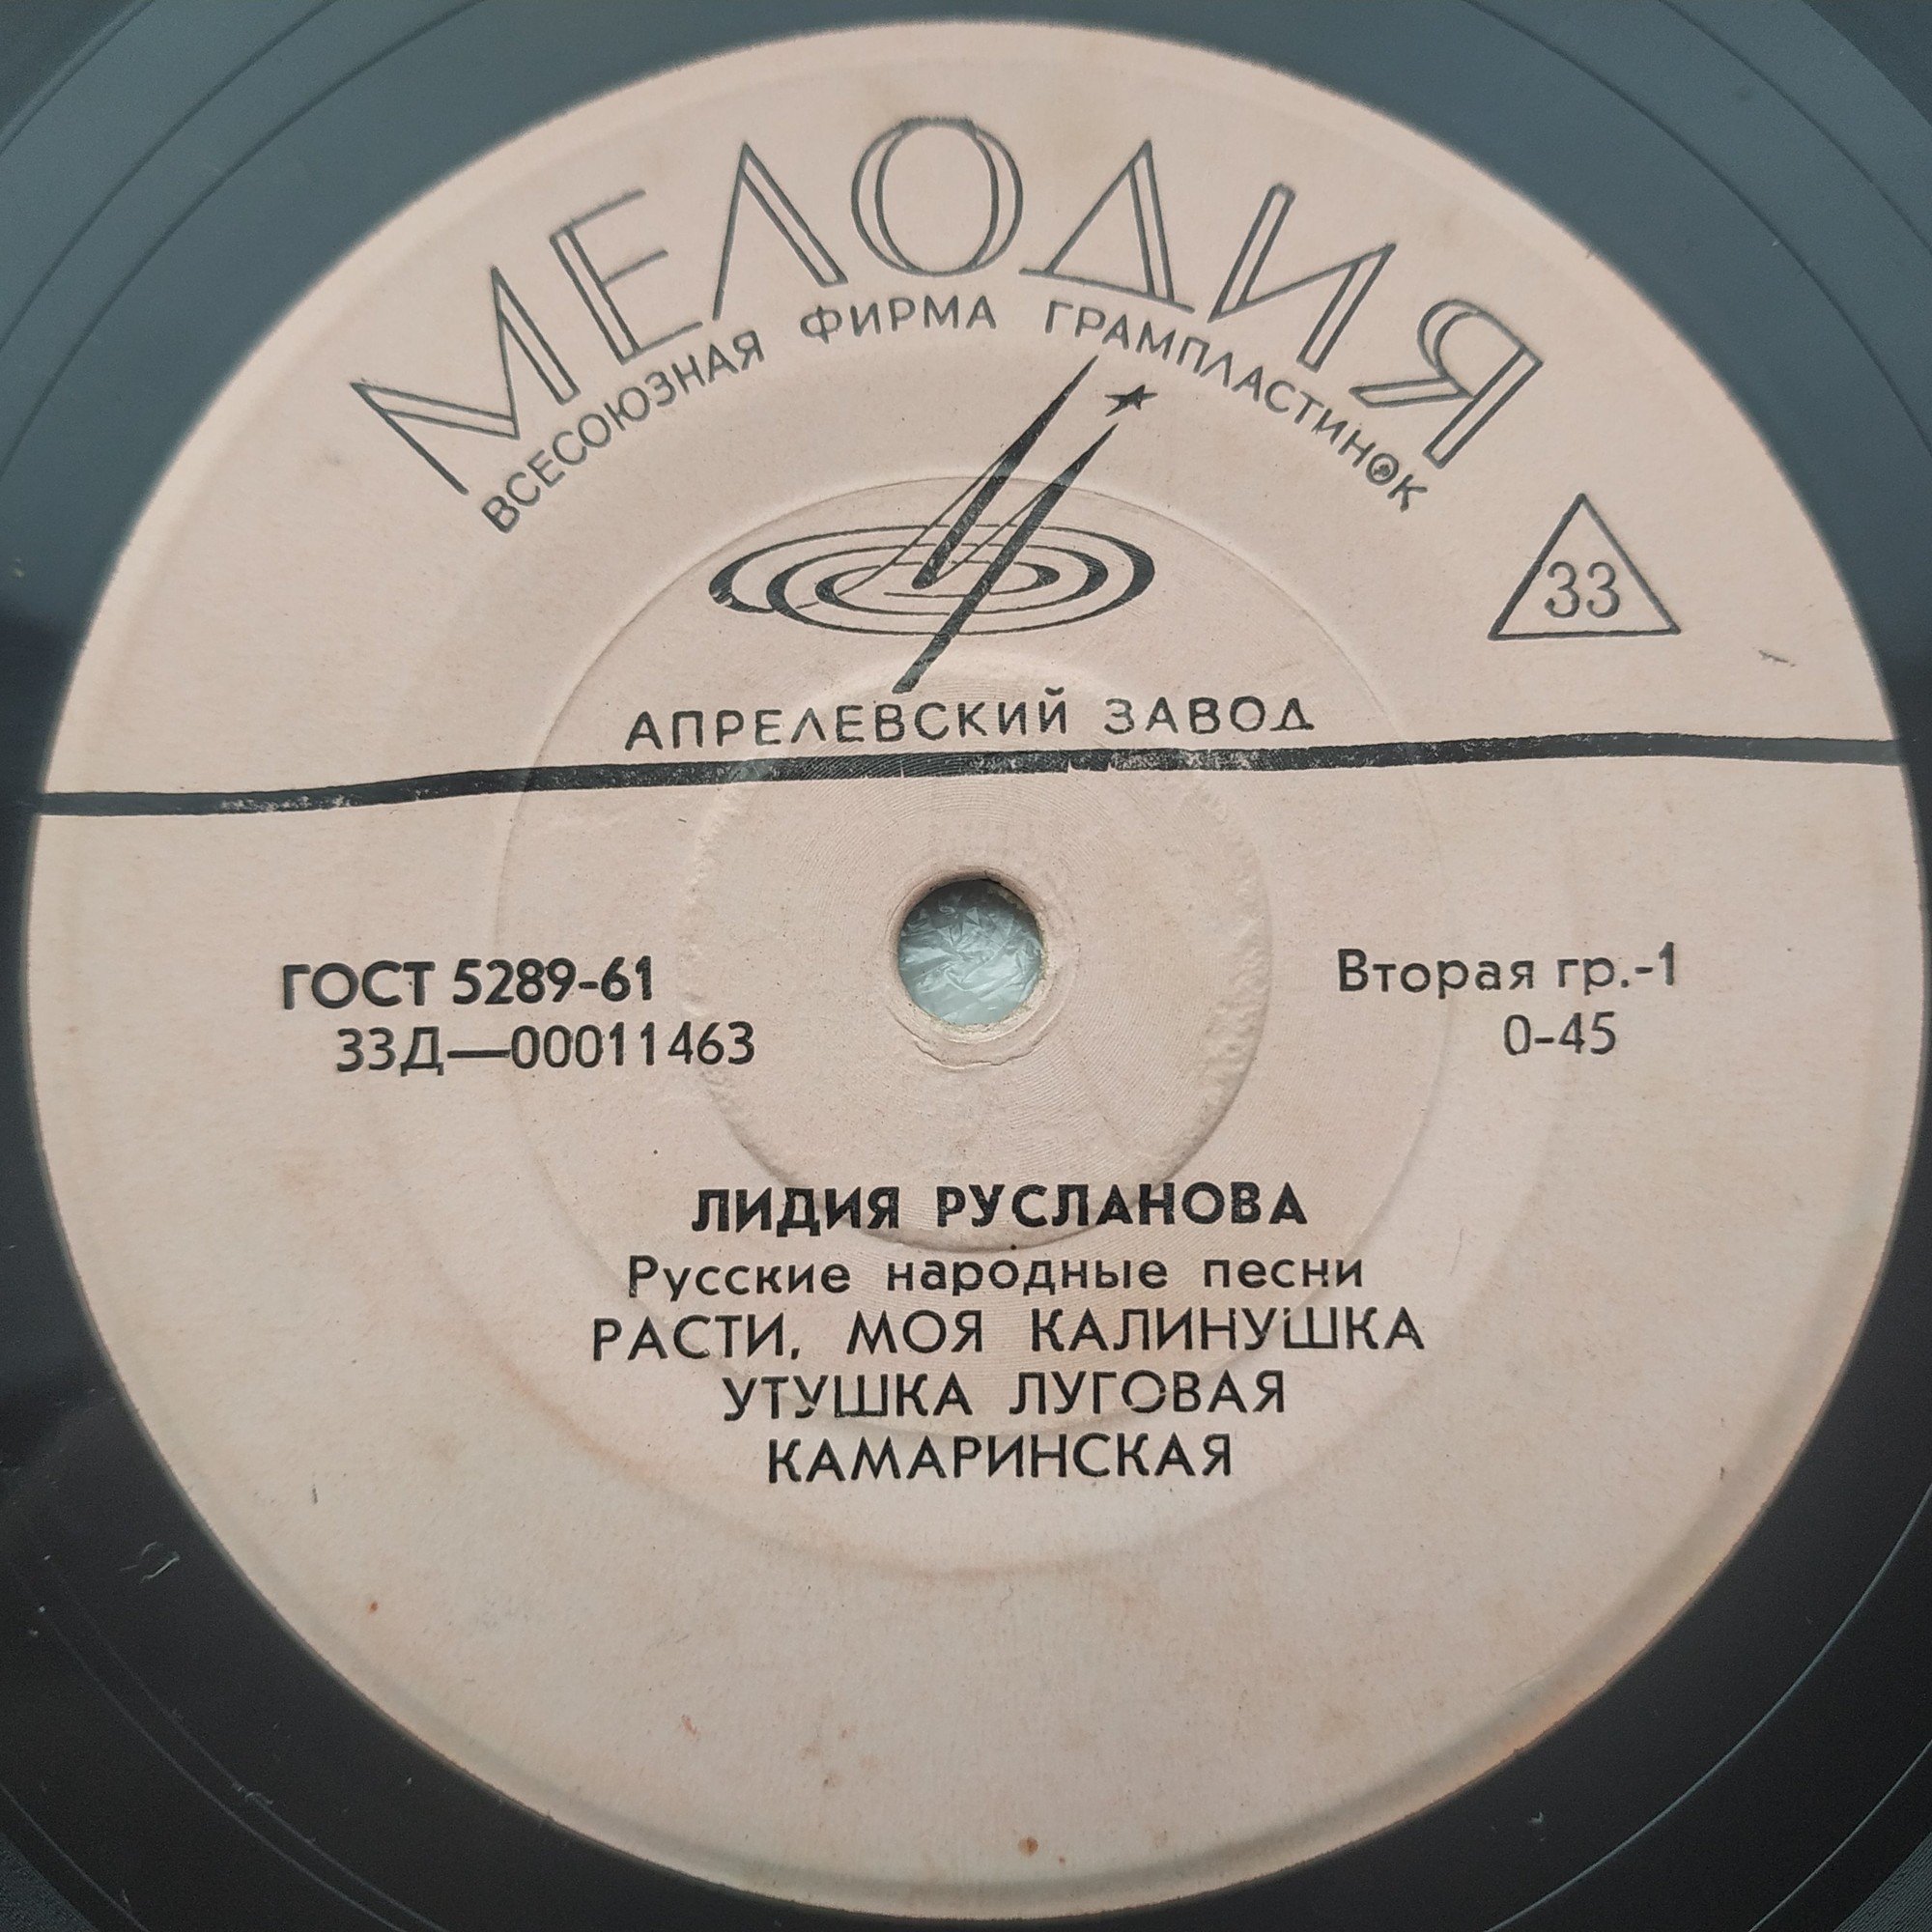 МЕЛОДИЯ
ВСЕСОЮЗНАЯ ФИРМА ГРАМПЛАСТИНОК
33
АПРЕЛЕВСКИЙ ЗАВОД
ГОСТ 5289-61
33Д—00011463
Вторая гр.-1
0-45
ЛИДИЯ РУСЛАНОВА
Русские народные песни
РАСТИ, МОЯ КАЛИНУШКА
УТУШКА ЛУГОВАЯ
КАМАРИНСКАЯ